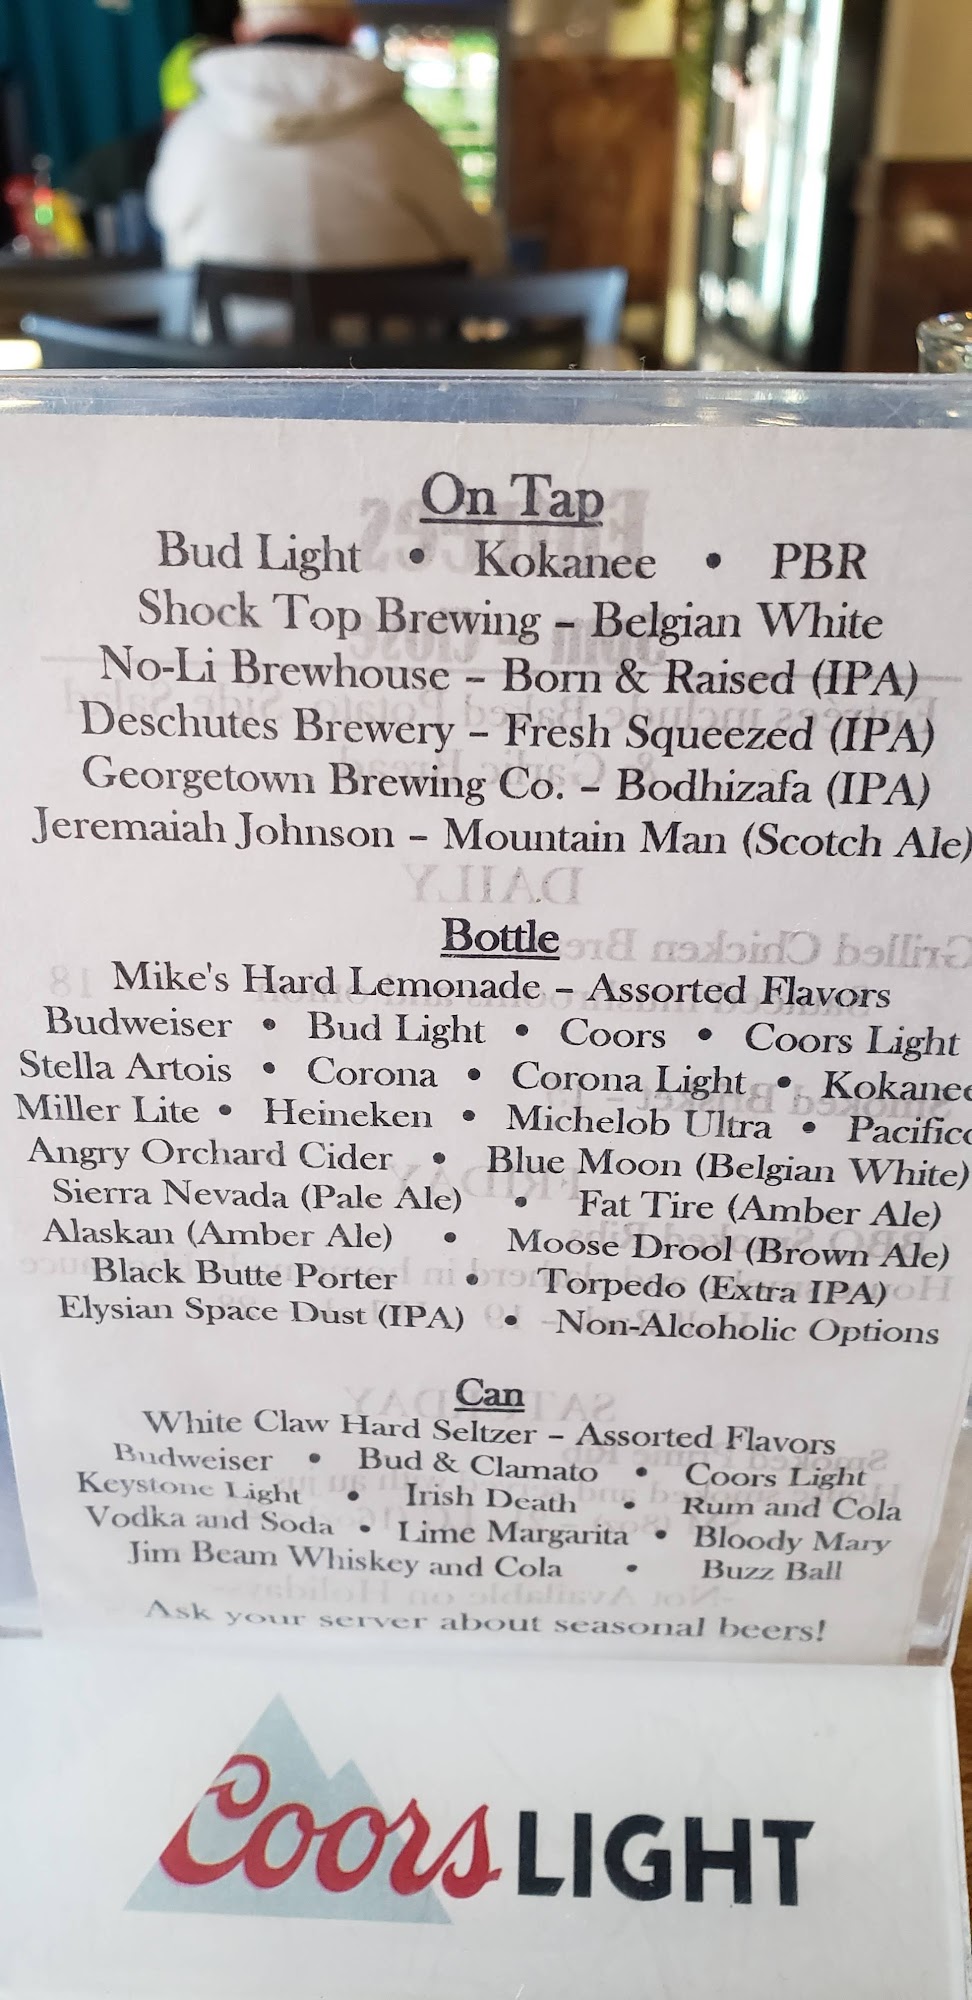 On Tap
Bud Light • Kokanee • PBR
Shock Top Brewing – Belgian White
No-Li Brewhouse – Born & Raised (IPA)
Deschutes Brewery – Fresh Squeezed (IPA)
Georgetown Brewing Co. – Bodhizafa (IPA)
Jeremaiah Johnson – Mountain Man (Scotch Ale)
Bottle
Mike's Hard Lemonade – Assorted Flavors
Budweiser • Bud Light • Coors • Coors Light
Stella Artois • Corona • Corona Light • Kokanee
Miller Lite • Heineken • Michelob Ultra • Pacifico
Angry Orchard Cider • Blue Moon (Belgian White)
Sierra Nevada (Pale Ale) • Fat Tire (Amber Ale)
Alaskan (Amber Ale) • Moose Drool (Brown Ale)
Black Butte Porter • Torpedo (Extra IPA)
Elysian Space Dust (IPA) • Non-Alcoholic Options
Can
White Claw Hard Seltzer – Assorted Flavors
Budweiser • Bud & Clamato • Coors Light
Keystone Light • Irish Death • Rum and Cola
Vodka and Soda • Lime Margarita • Bloody Mary
Jim Beam Whiskey and Cola • Buzz Ball
Ask your server about seasonal beers!
Coors LIGHT